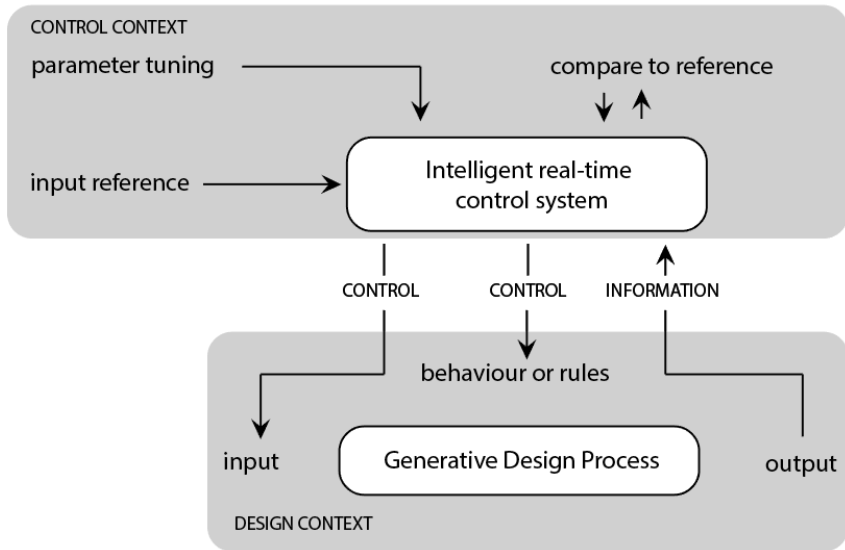 CONTROL CONTEXT
parameter tuning
compare to reference
input reference
Intelligent real-time
control system
CONTROL
CONTROL
INFORMATION
behaviour or rules
input
Generative Design Process
output
DESIGN CONTEXT